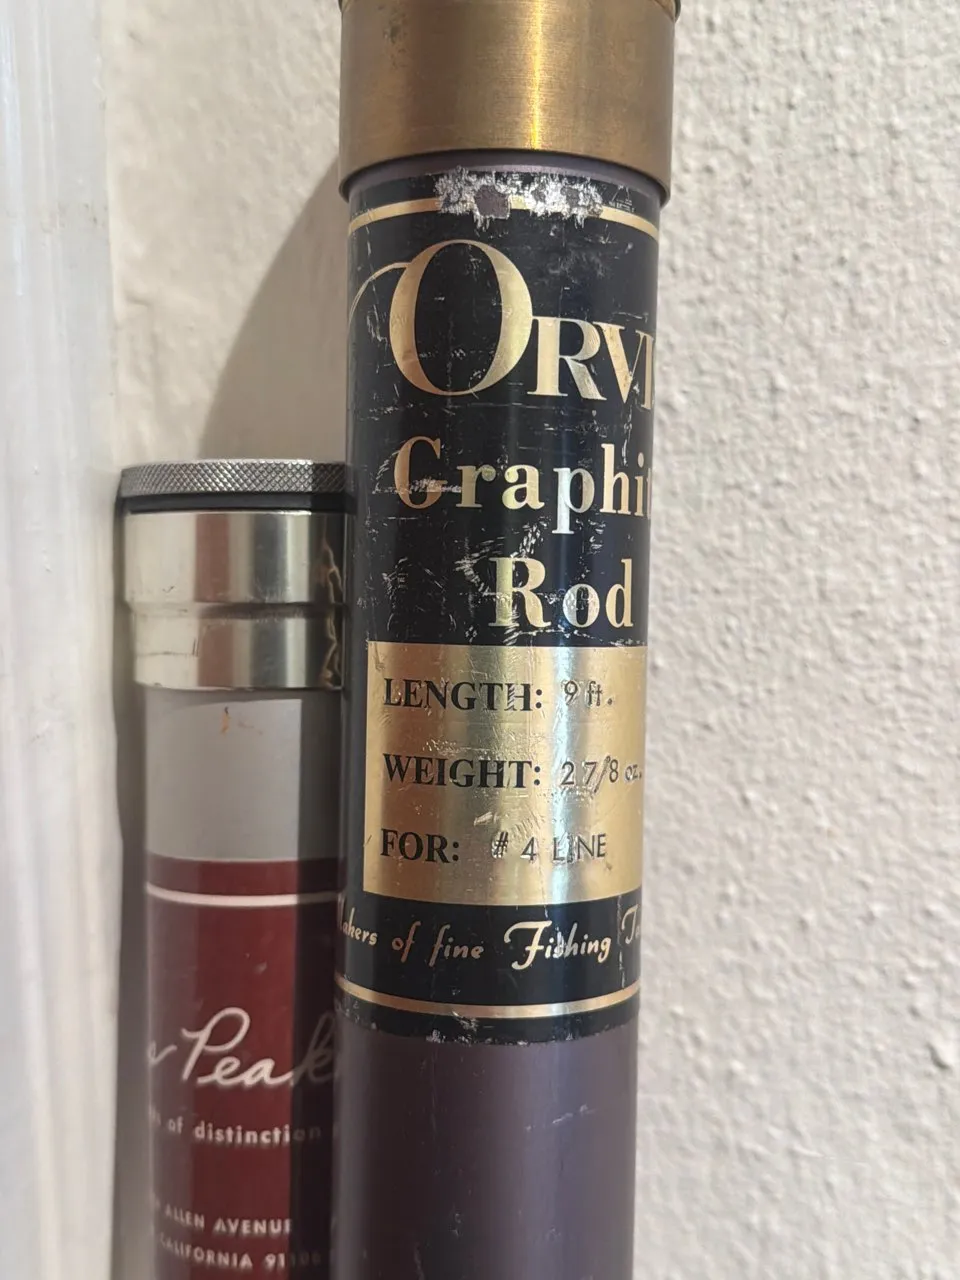 ORVI
Graphit
Rod
LENGTH: 9 ft.
WEIGHT: 2 7/8 oz.
FOR: # 4 LINE
Makers of fine Fishing
Peak
of distinction
ALLEN AVENUE
CALIFORNIA 91106